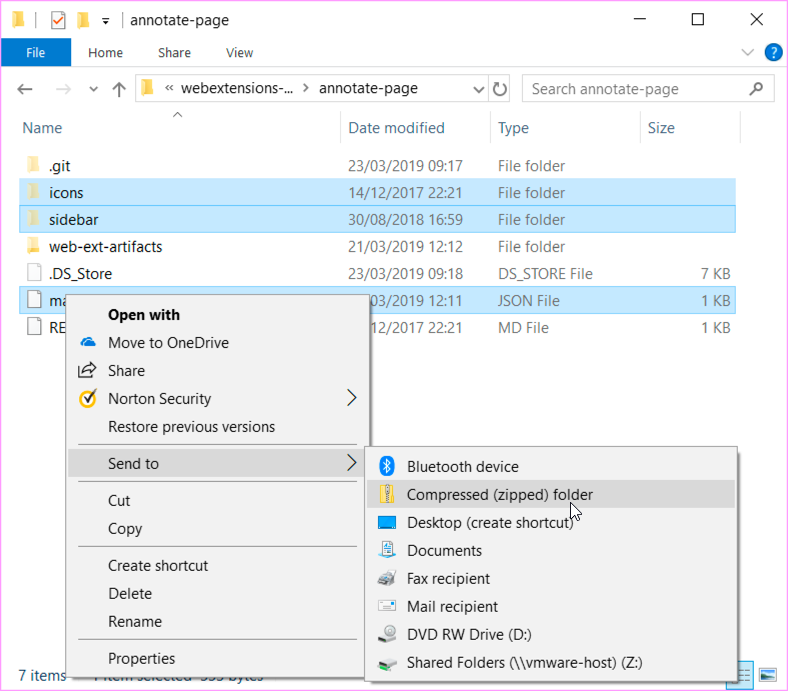 annotate-page
File Home Share View
« webextensions-... > annotate-page Search annotate-page
Name Date modified Type Size
.git 23/03/2019 09:17 File folder
icons 14/12/2017 22:21 File folder
sidebar 30/08/2018 16:59 File folder
web-ext-artifacts 21/03/2019 12:12 File folder
.DS_Store 23/03/2019 09:18 DS_STORE File 7 KB
ma 03/2019 12:11 JSON File 1 KB
RE 12/2017 22:21 MD File 1 KB
Open with
Move to OneDrive
Share
Norton Security
Restore previous versions
Send to
Cut
Copy
Create shortcut
Delete
Rename
Properties
Bluetooth device
Compressed (zipped) folder
Desktop (create shortcut)
Documents
Fax recipient
Mail recipient
DVD RW Drive (D:)
Shared Folders (\\vmware-host) (Z:)
7 items